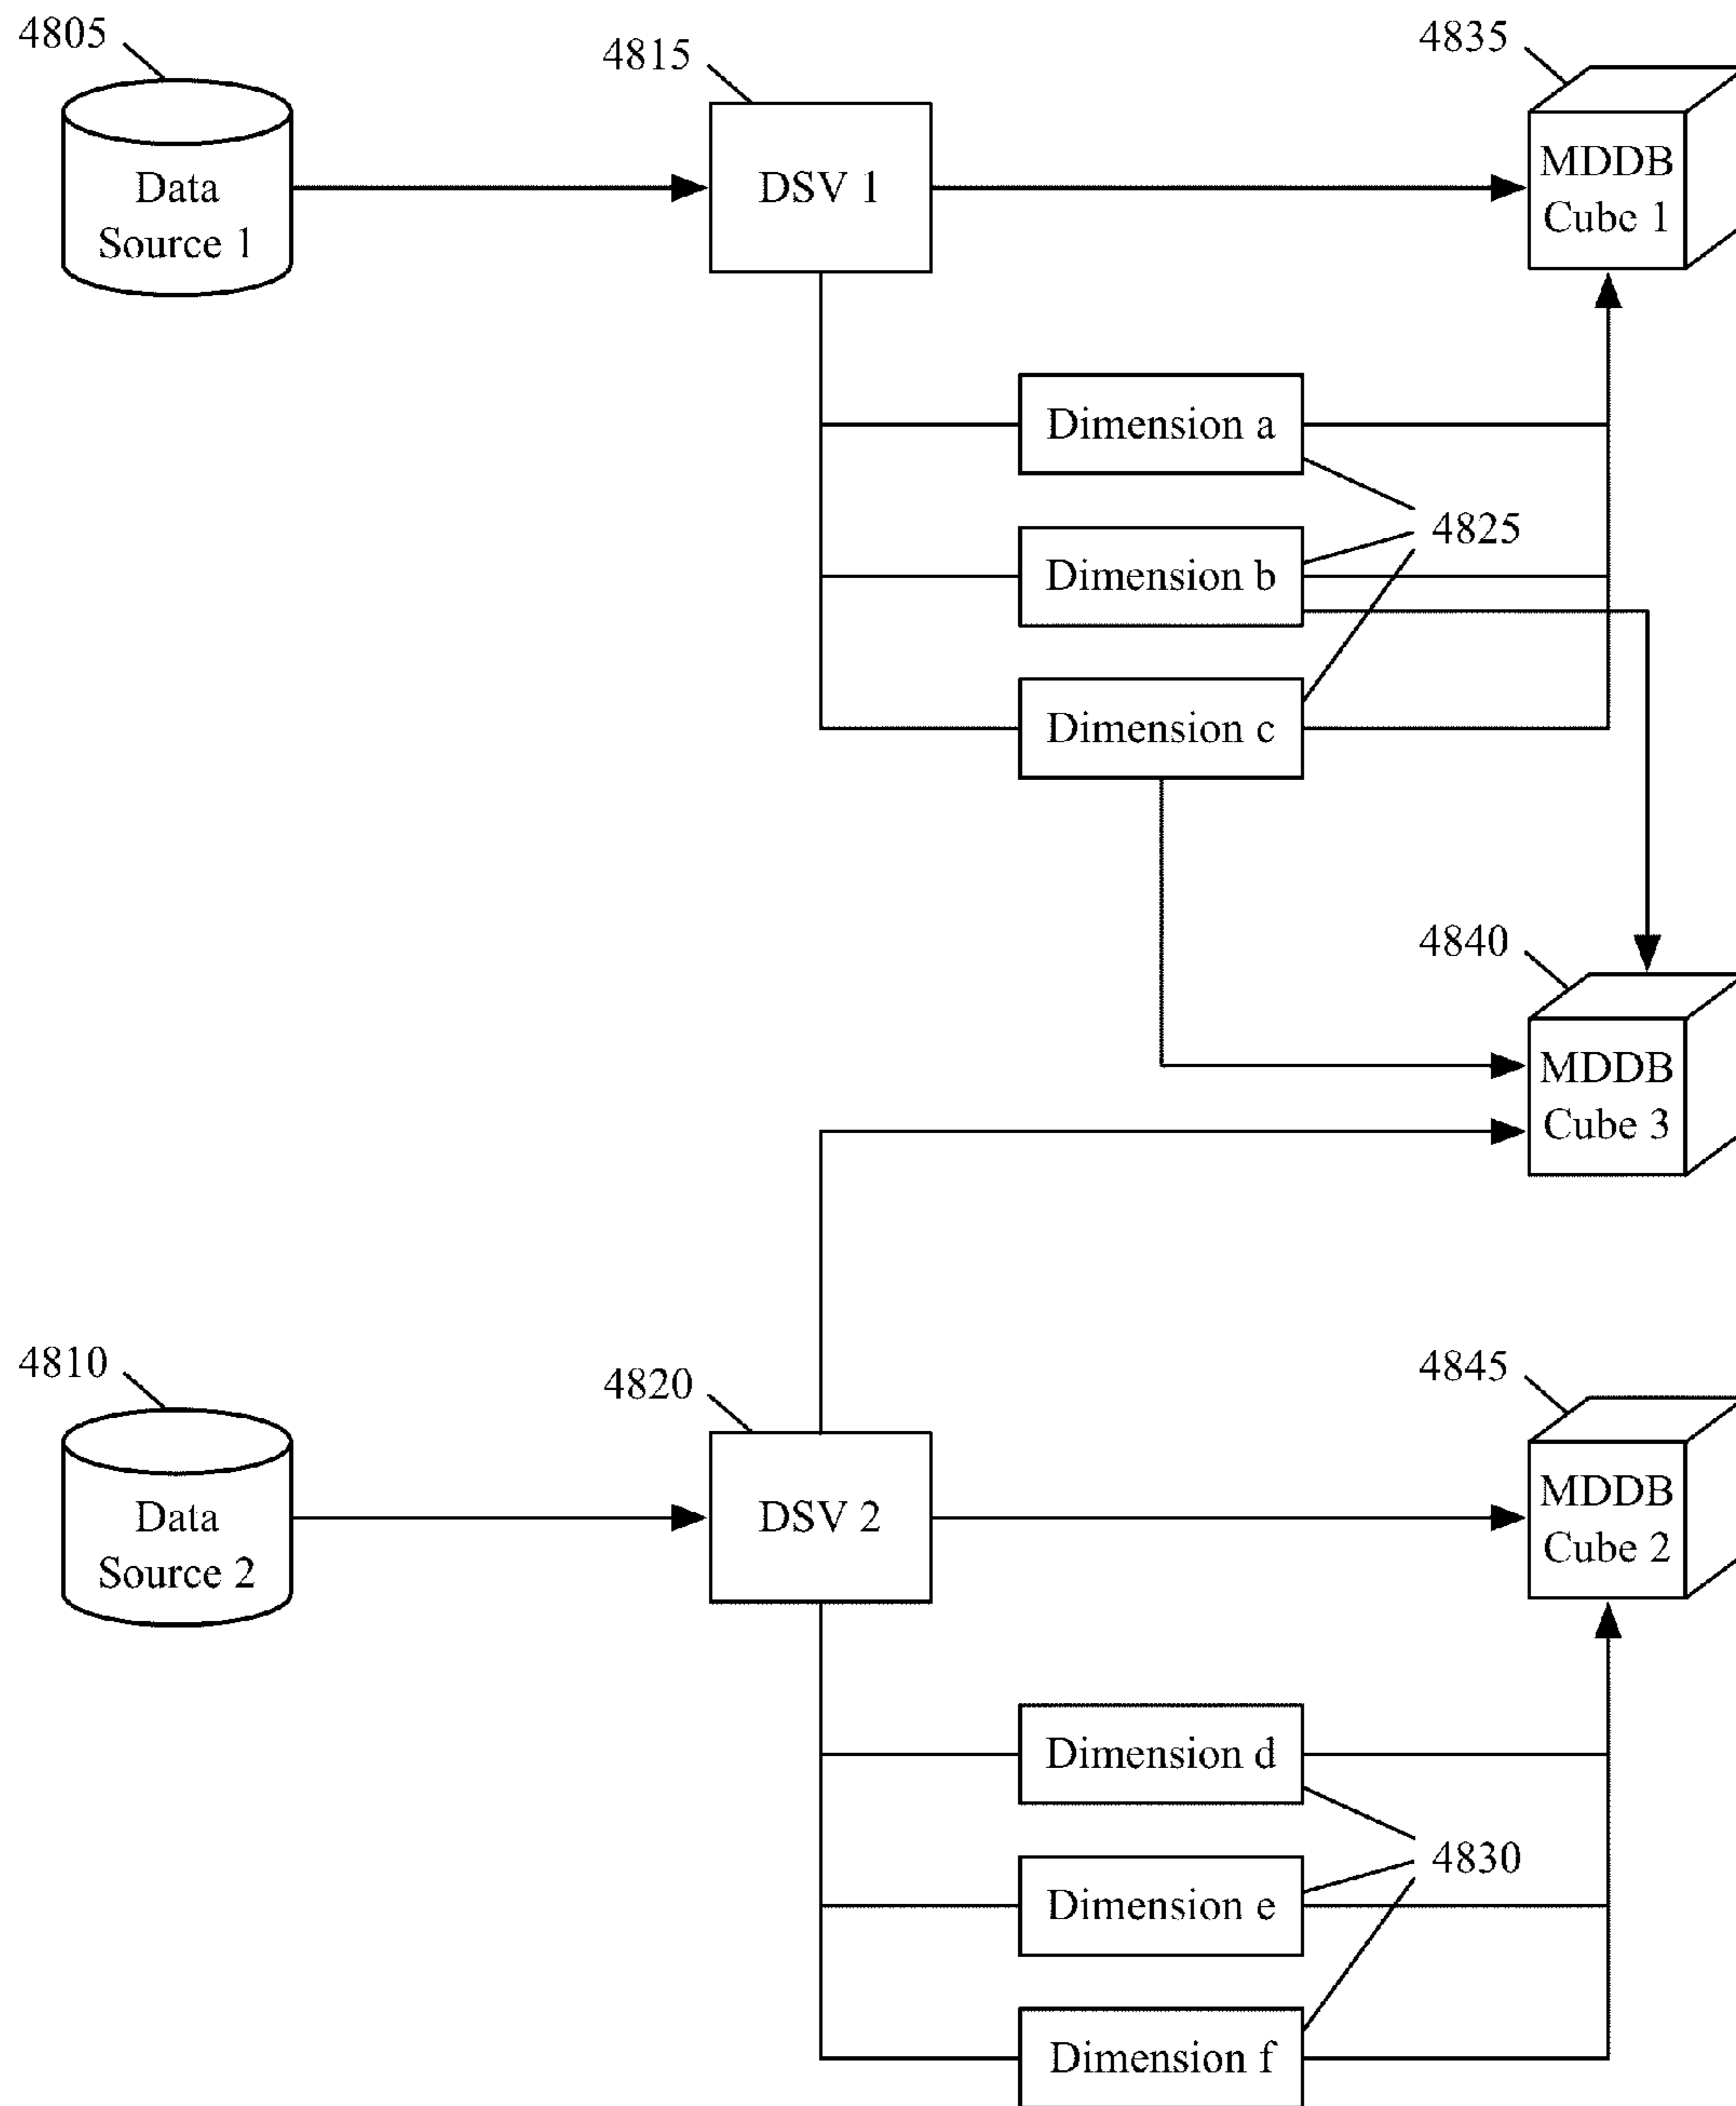 4805
4815
4835
Data
Source 1
DSV 1
MDDB
Cube 1
Dimension a
4825
Dimension b
Dimension c
4840
MDDB
Cube 3
4810
4820
4845
Data
Source 2
DSV 2
MDDB
Cube 2
Dimension d
4830
Dimension e
Dimension f